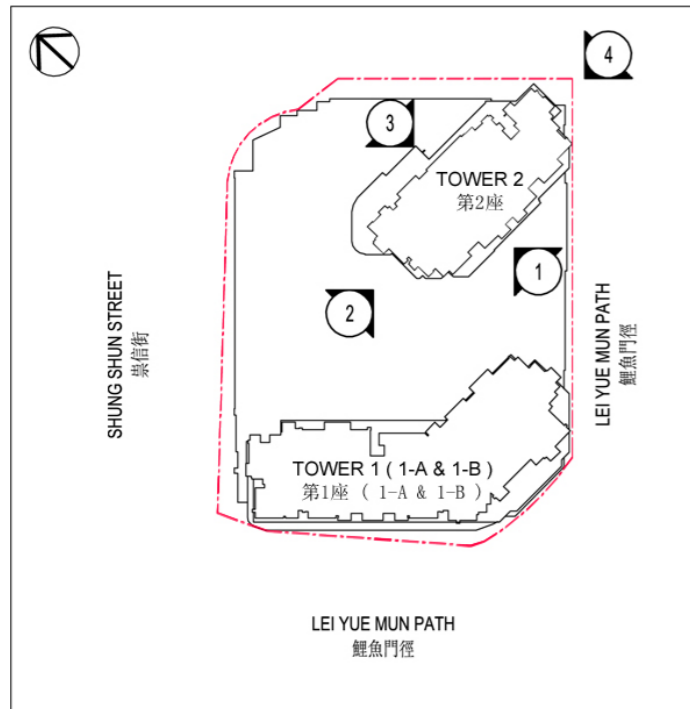 4
3
TOWER 2
第2座
1
2
SHUNG SHUN STREET
崇信街
LEI YUE MUN PATH
鯉魚門徑
TOWER 1 ( 1-A & 1-B )
第1座 ( 1-A & 1-B )
LEI YUE MUN PATH
鯉魚門徑